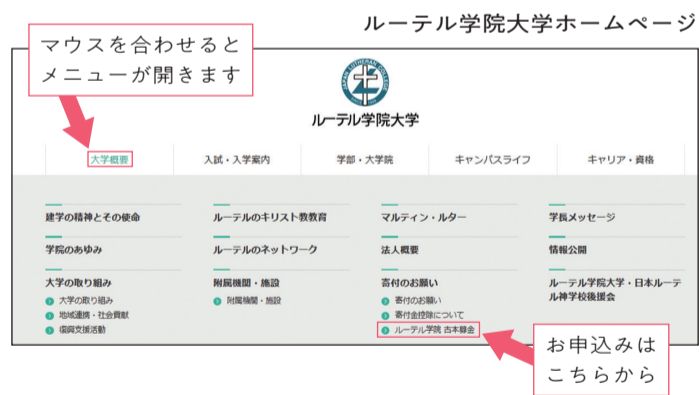 ルーテル学院大学ホームページ
マウスを合わせると
メニューが開きます
JAPAN LUTHERAN COLLEGE
ルーテル学院大学
大学概要 入試・入学案内 学部・大学院 キャンパスライフ キャリア・資格
建学の精神とその使命 ルーテルのキリスト教教育 マルティン・ルター 学長メッセージ
学院のあゆみ ルーテルのネットワーク 法人概要 情報公開
大学の取り組み 附属機関・施設 寄付のお願い ルーテル学院大学・日本ルーテ
ル神学校後援会
大学の取り組み 附属機関・施設 寄付のお願い
地域連携・社会貢献 寄付金控除について
復興支援活動 ルーテル学院 古本募金
お申込みは
こちらから